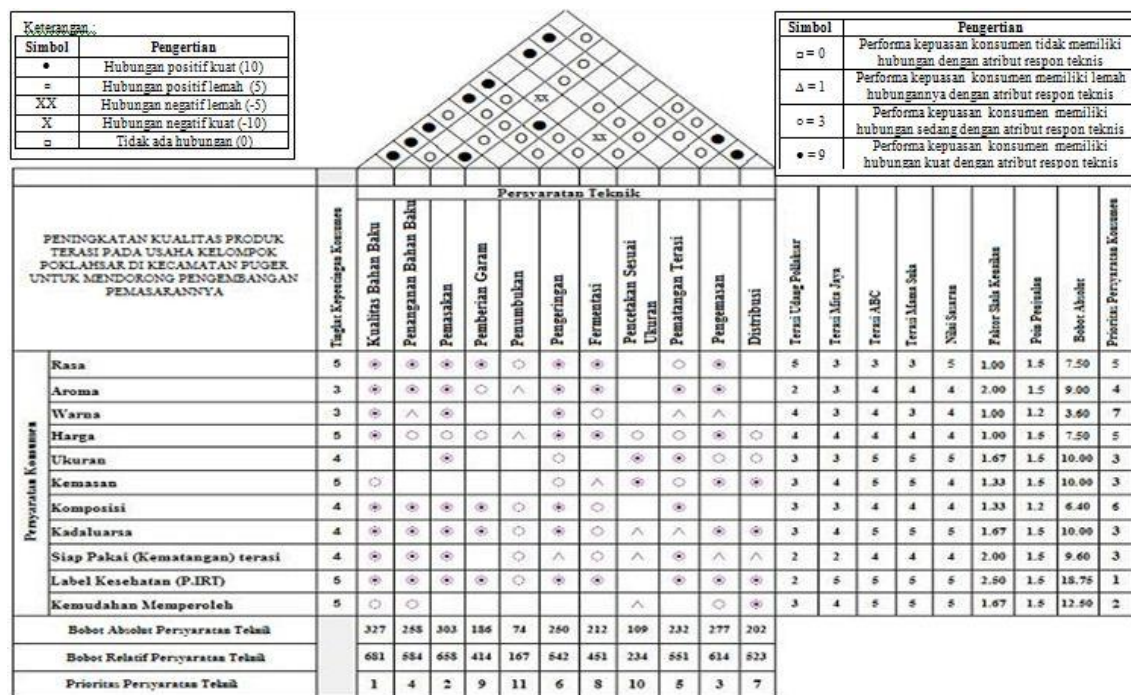 Keterangan :
Simbol Pengertian
● Hubungan positif kuat (10)
Hubungan positif lemah (5)
XX Hubungan negatif lemah (-5)
X Hubungan negatif kuat (-10)
□ Tidak ada hubungan (0)
Simbol Pengertian
□ = 0 Performa kepuasan konsumen tidak memiliki
hubungan dengan atribut respon teknis
Δ = 1 Performa kepuasan konsumen memiliki lemah
hubungannya dengan atribut respon teknis
○ = 3 Performa kepuasan konsumen memiliki
hubungan sedang dengan atribut respon teknis
● = 9 Performa kepuasan konsumen memiliki
hubungan kuat dengan atribut respon teknis
XX
XX
Persyaratan Teknik
PENINGKATAN KUALITAS PRODUK
TERASI PADA USAHA KELOMPOK
POKLAHSAR DI KECAMATAN PUGER
UNTUK MENDORONG PENGEMBANGAN
PEMASARANNYA
Tingkat Kepentingan Konsumen
Kualitas Bahan Baku
Penanganan Bahan Baku
Pemasakan
Pemberian Garam
Penumbukan
Pengeringan
Fermentasi
Pencetakan Sesuai
Ukuran
Pematangan Terasi
Pengemasan
Distribusi
Terasi Udang Poklahsar
Terasi Mita Jaya
Terasi ABC
Terasi Mama Suka
Nilai Sasaran
Faktor Skala Kenaikan
Poin Penjualan
Bobot Absolut
Prioritas Persyaratan Konsumen
Persyaratan Konsumen
Rasa 5 5 3 3 3 5 1.00 1.5 7.50 5
Aroma 3 2 3 4 4 4 2.00 1.5 9.00 4
Warna 3 4 3 4 3 4 1.00 1.2 3.60 7
Harga 5 4 4 4 4 4 1.00 1.5 7.50 5
Ukuran 4 3 3 5 5 5 1.67 1.5 10.00 3
Kemasan 5 3 4 5 5 4 1.33 1.5 10.00 3
Komposisi 4 3 3 4 4 4 1.33 1.2 6.40 6
Kadaluarsa 4 3 4 5 5 5 1.67 1.5 10.00 3
Siap Pakai (Kematangan) terasi 4 2 2 4 4 4 2.00 1.5 9.60 3
Label Kesehatan (P.IRT) 5 2 5 5 5 5 2.50 1.5 18.75 1
Kemudahan Memperoleh 5 3 4 5 5 5 1.67 1.5 12.50 2
Bobot Absolut Persyaratan Teknik 327 258 303 186 74 250 212 109 232 277 202
Bobot Relatif Persyaratan Teknik 681 584 658 414 167 542 451 234 551 614 523
Prioritas Persyaratan Teknik 1 4 2 9 11 6 8 10 5 3 7